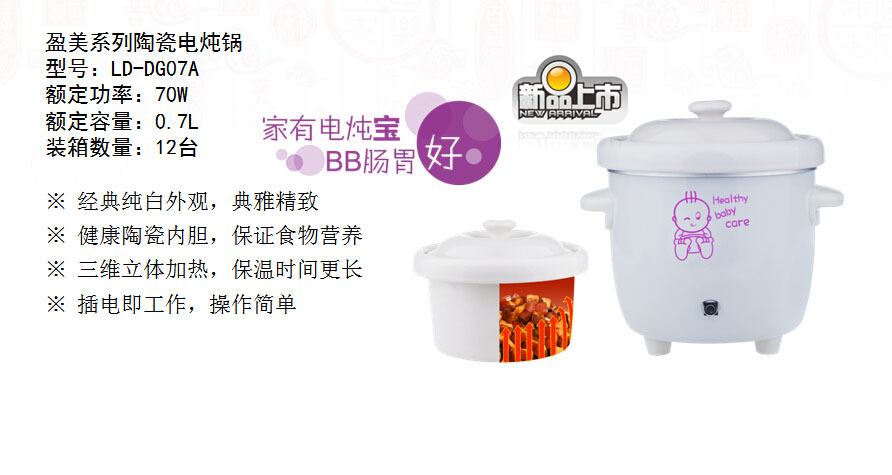 盈美系列陶瓷电炖锅
型号：LD-DG07A
额定功率：70W
额定容量：0.7L
装箱数量：12台
家有电炖宝
BB肠胃好
新品上市
NEW ARRIVAL
※ 经典纯白外观，典雅精致
※ 健康陶瓷内胆，保证食物营养
※ 三维立体加热，保温时间更长
※ 插电即工作，操作简单
Healthy
baby
care